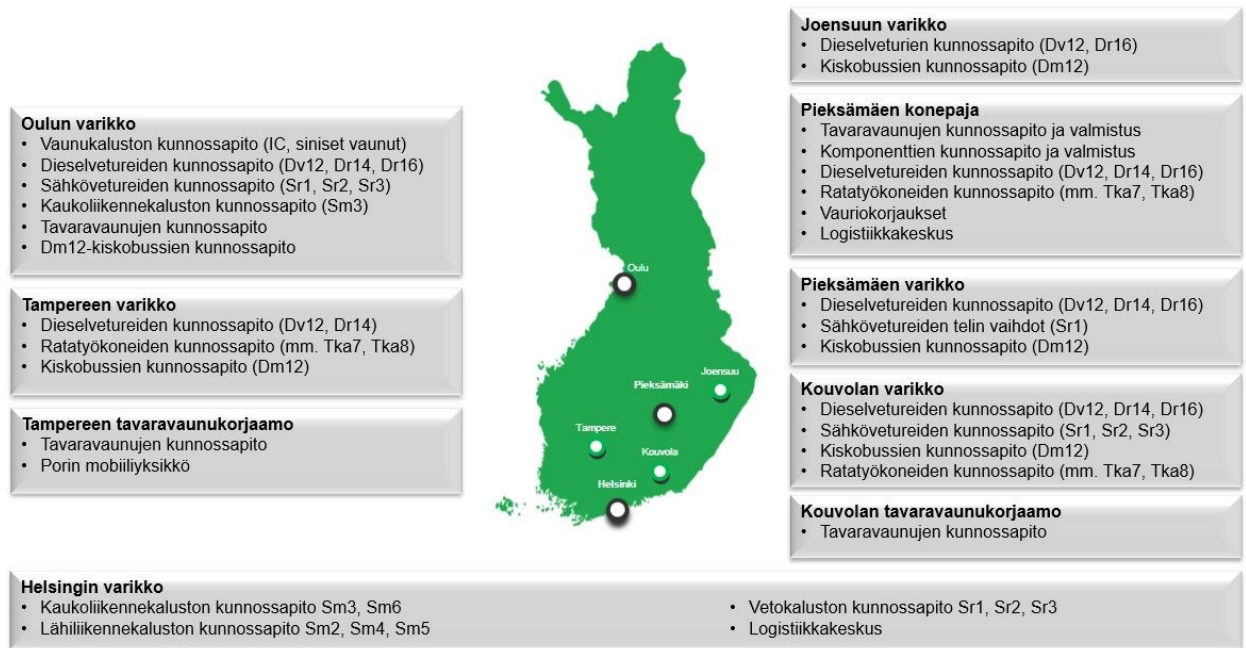 Oulun varikko
• Vaunukaluston kunnossapito (IC, siniset vaunut)
• Dieselvetureiden kunnossapito (Dv12, Dr14, Dr16)
• Sähkövetureiden kunnossapito (Sr1, Sr2, Sr3)
• Kaukoliikennekaluston kunnossapito (Sm3)
• Tavaravaunujen kunnossapito
• Dm12-kiskobussien kunnossapito
Tampereen varikko
• Dieselvetureiden kunnossapito (Dv12, Dr14)
• Ratatyökoneiden kunnossapito (mm. Tka7, Tka8)
• Kiskobussien kunnossapito (Dm12)
Tampereen tavaravaunukorjaamo
• Tavaravaunujen kunnossapito
• Porin mobiiliyksikkö
Oulu
Joensuu
Pieksämäki
Tampere
Kouvola
Helsinki
Joensuun varikko
• Dieselveturien kunnossapito (Dv12, Dr16)
• Kiskobussien kunnossapito (Dm12)
Pieksämäen konepaja
• Tavaravaunujen kunnossapito ja valmistus
• Komponenttien kunnossapito ja valmistus
• Dieselvetureiden kunnossapito (Dv12, Dr14, Dr16)
• Ratatyökoneiden kunnossapito (mm. Tka7, Tka8)
• Vauriokorjaukset
• Logistiikkakeskus
Pieksämäen varikko
• Dieselvetureiden kunnossapito (Dv12, Dr14, Dr16)
• Sähkövetureiden telin vaihdot (Sr1)
• Kiskobussien kunnossapito (Dm12)
Kouvolan varikko
• Dieselvetureiden kunnossapito (Dv12, Dr14, Dr16)
• Sähkövetureiden kunnossapito (Sr1, Sr2, Sr3)
• Kiskobussien kunnossapito (Dm12)
• Ratatyökoneiden kunnossapito (mm. Tka7, Tka8)
Kouvolan tavaravaunukorjaamo
• Tavaravaunujen kunnossapito
Helsingin varikko
• Kaukoliikennekaluston kunnossapito Sm3, Sm6
• Lähiliikennekaluston kunnossapito Sm2, Sm4, Sm5
• Vetokaluston kunnossapito Sr1, Sr2, Sr3
• Logistiikkakeskus